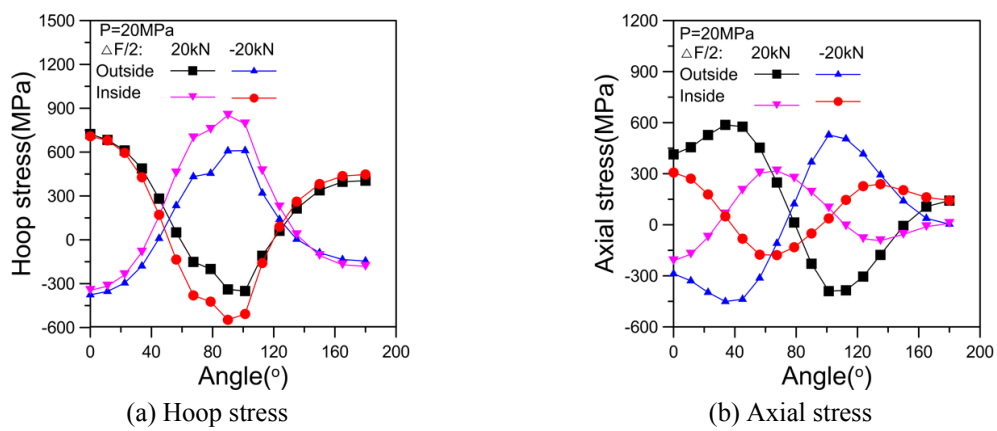 P=20MPa
△F/2: 20kN -20kN
Outside
Inside
Hoop stress(MPa)
1500
1200
900
600
300
0
-300
-600
0 40 80 120 160 200
Angle(°)
(a) Hoop stress
P=20MPa
△F/2: 20kN -20kN
Outside
Inside
Axial stress(MPa)
1200
900
600
300
0
-300
-600
0 40 80 120 160 200
Angle(°)
(b) Axial stress